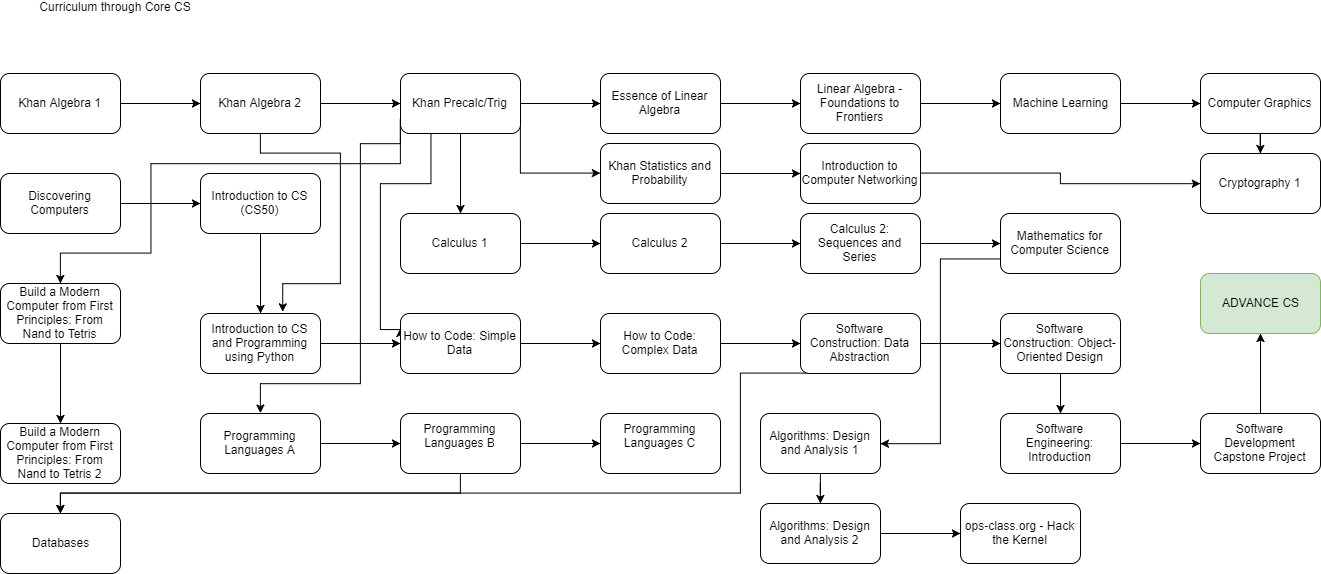 Curriculum through Core CS
Khan Algebra 1
Khan Algebra 2
Khan Precalc/Trig
Essence of Linear
Algebra
Linear Algebra -
Foundations to
Frontiers
Machine Learning
Computer Graphics
Khan Statistics and
Probability
Introduction to
Computer Networking
Cryptography 1
Discovering
Computers
Introduction to CS
(CS50)
Calculus 1
Calculus 2
Calculus 2:
Sequences and
Series
Mathematics for
Computer Science
Build a Modern
Computer from First
Principles: From
Nand to Tetris
ADVANCE CS
Introduction to CS
and Programming
using Python
How to Code: Simple
Data
How to Code:
Complex Data
Software
Construction: Data
Abstraction
Software
Construction: Object-
Oriented Design
Build a Modern
Computer from First
Principles: From
Nand to Tetris 2
Programming
Languages A
Programming
Languages B
Programming
Languages C
Algorithms: Design
and Analysis 1
Software
Engineering:
Introduction
Software
Development
Capstone Project
Databases
Algorithms: Design
and Analysis 2
ops-class.org - Hack
the Kernel